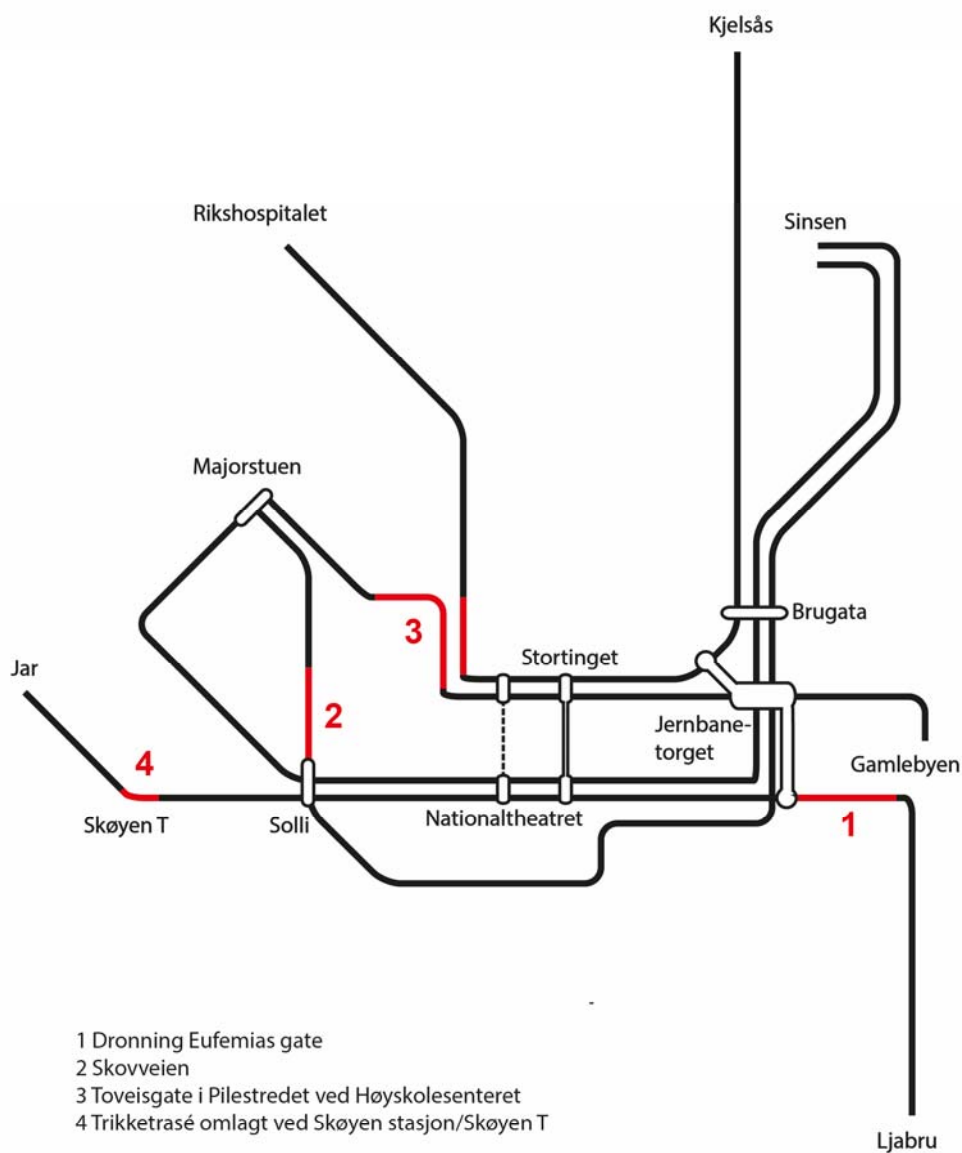 Kjelsås
Rikshospitalet
Sinsen
Majorstuen
3
Brugata
Stortinget
Jar
2
Jernbane-
torget
4
Gamlebyen
Skøyen T
Solli
Nationaltheatret
1
1 Dronning Eufemias gate
2 Skovveien
3 Toveisgate i Pilestredet ved Høyskolesenteret
4 Trikketrasé omlagt ved Skøyen stasjon/Skøyen T
Ljabru